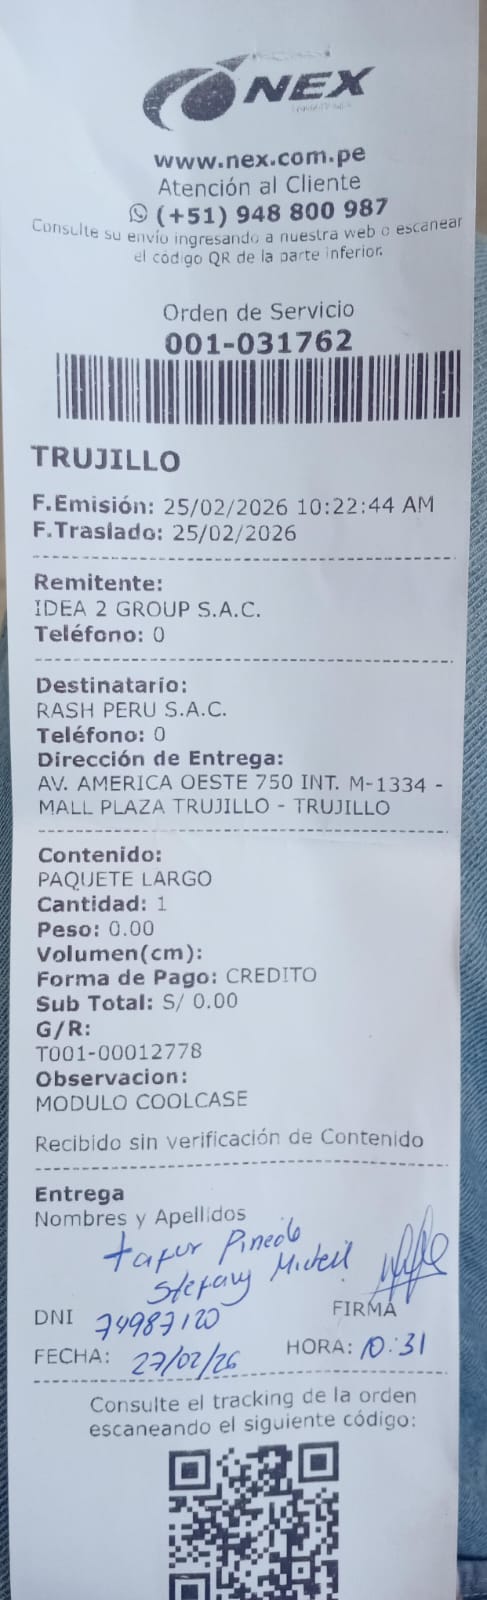 NEX
www.nex.com.pe
Atención al Cliente
(+51) 948 800 987
Consulte su envío ingresando a nuestra web o escanear
el código QR de la parte inferior.
Orden de Servicio
001-031762
TRUJILLO
F.Emisión: 25/02/2026 10:22:44 AM
F.Traslado: 25/02/2026
Remitente:
IDEA 2 GROUP S.A.C.
Teléfono: 0
Destinatario:
RASH PERU S.A.C.
Teléfono: 0
Dirección de Entrega:
AV. AMERICA OESTE 750 INT. M-1334 -
MALL PLAZA TRUJILLO - TRUJILLO
Contenido:
PAQUETE LARGO
Cantidad: 1
Peso: 0.00
Volumen(cm):
Forma de Pago: CREDITO
Sub Total: S/ 0.00
G/R:
T001-00012778
Observacion:
MODULO COOLCASE
Recibido sin verificación de Contenido
Entrega
Nombres y Apellidos
tafur Pinedo
Stefany
DNI 74987120
FIRMA
FECHA: 27/02/26 HORA: 10:31
Consulte el tracking de la orden
escaneando el siguiente código: